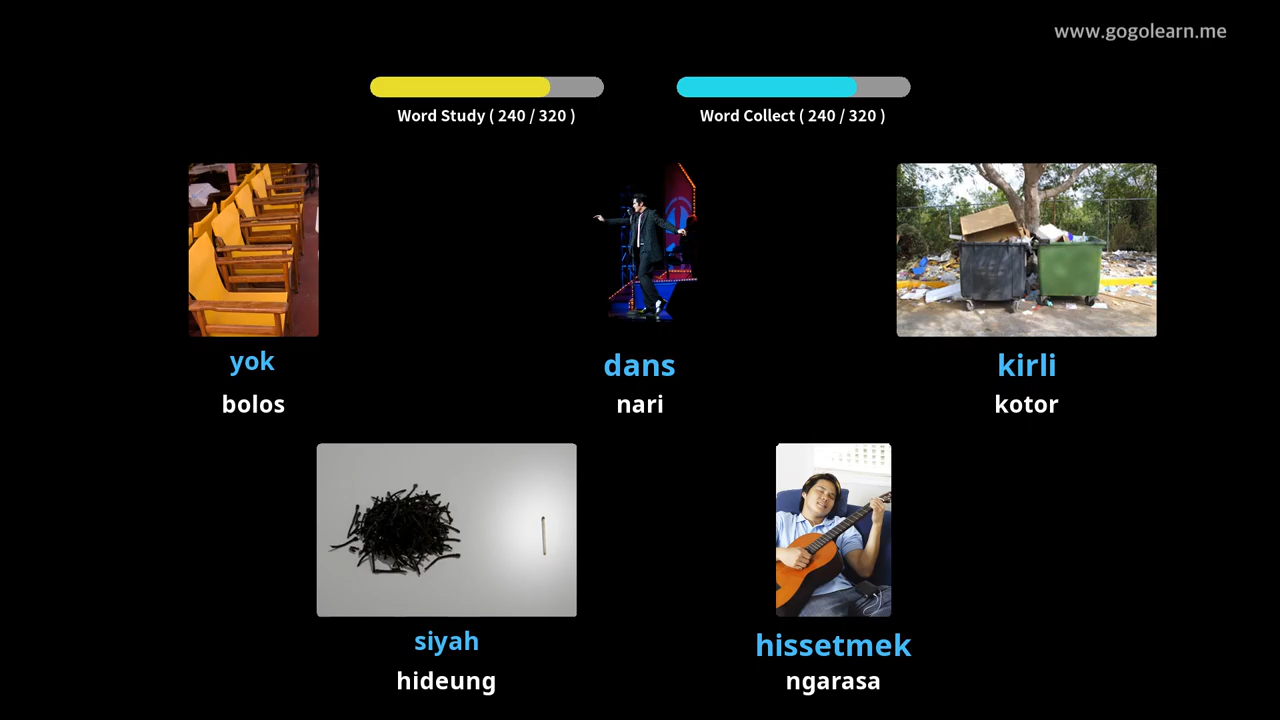 www.gogolearn.me
Word Study ( 240 / 320 )
Word Collect ( 240 / 320 )
yok
bolos
dans
nari
kirli
kotor
siyah
hideung
hissetmek
ngarasa